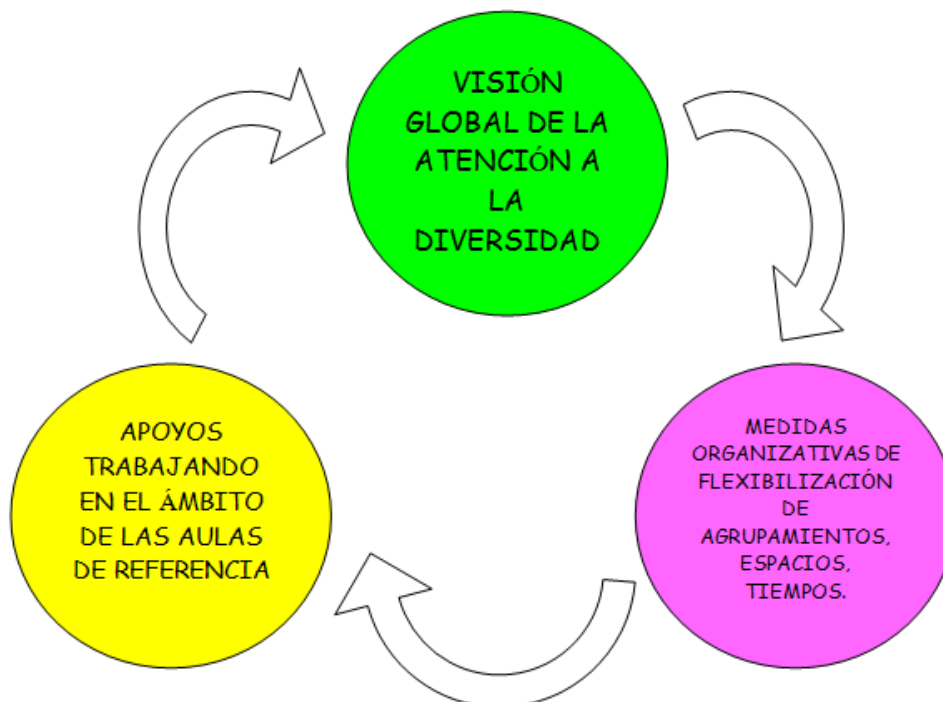 VISIÓN
GLOBAL DE LA
ATENCIÓN A
LA
DIVERSIDAD
MEDIDAS
ORGANIZATIVAS DE
FLEXIBILIZACIÓN
DE
AGRUPAMIENTOS,
ESPACIOS,
TIEMPOS.
APOYOS
TRABAJANDO
EN EL ÁMBITO
DE LAS AULAS
DE REFERENCIA